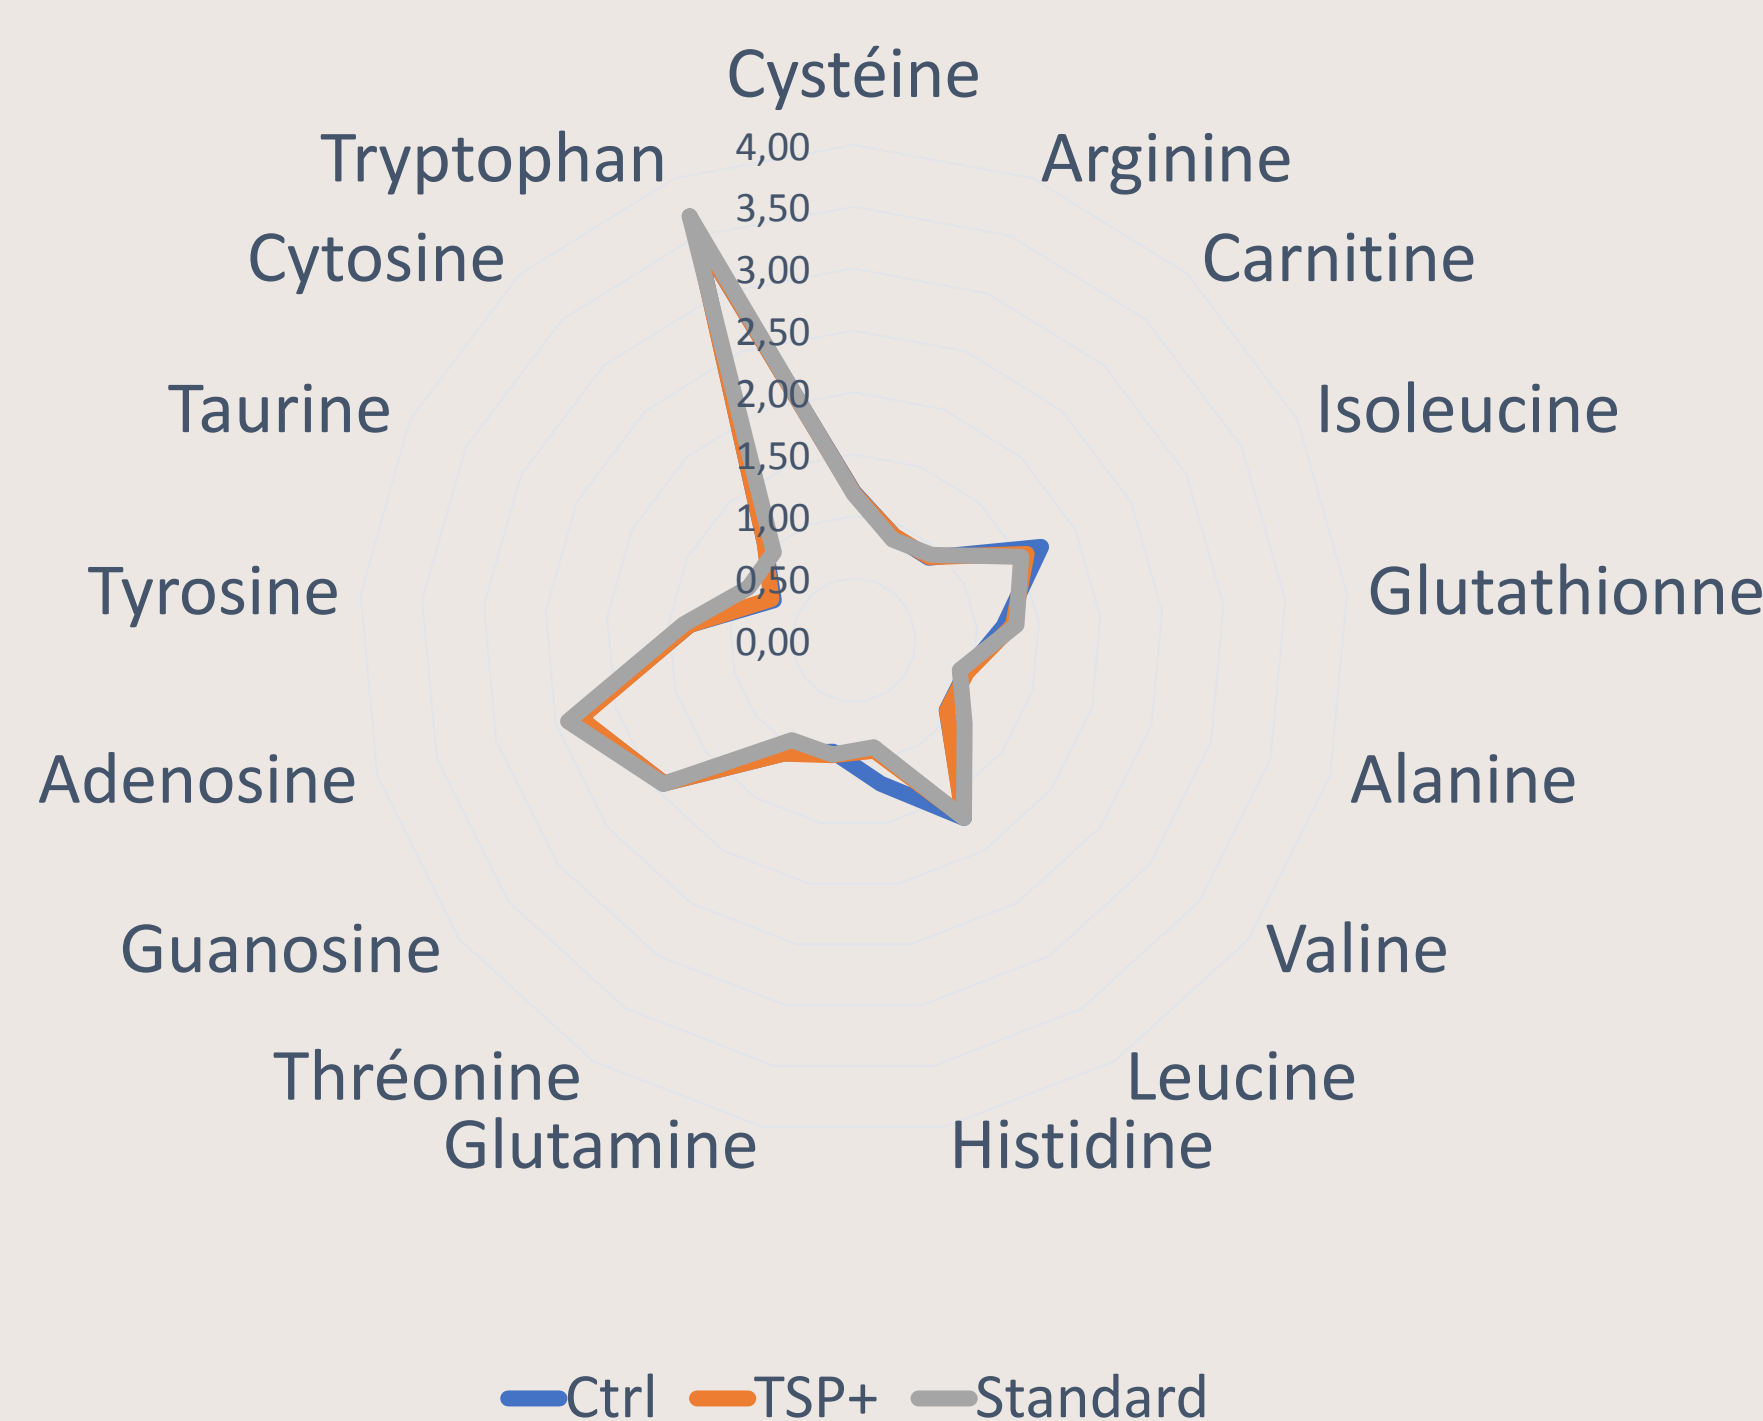 Cystéine
Tryptophan
4,00
Arginine
3,50
Cytosine
3,00
Carnitine
2,50
Taurine
2,00
Isoleucine
1,50
1,00
Tyrosine
0,50
Glutathionne
0,00
Adenosine
Alanine
Guanosine
Valine
Thréonine
Leucine
Glutamine
Histidine
Ctrl TSP+ Standard